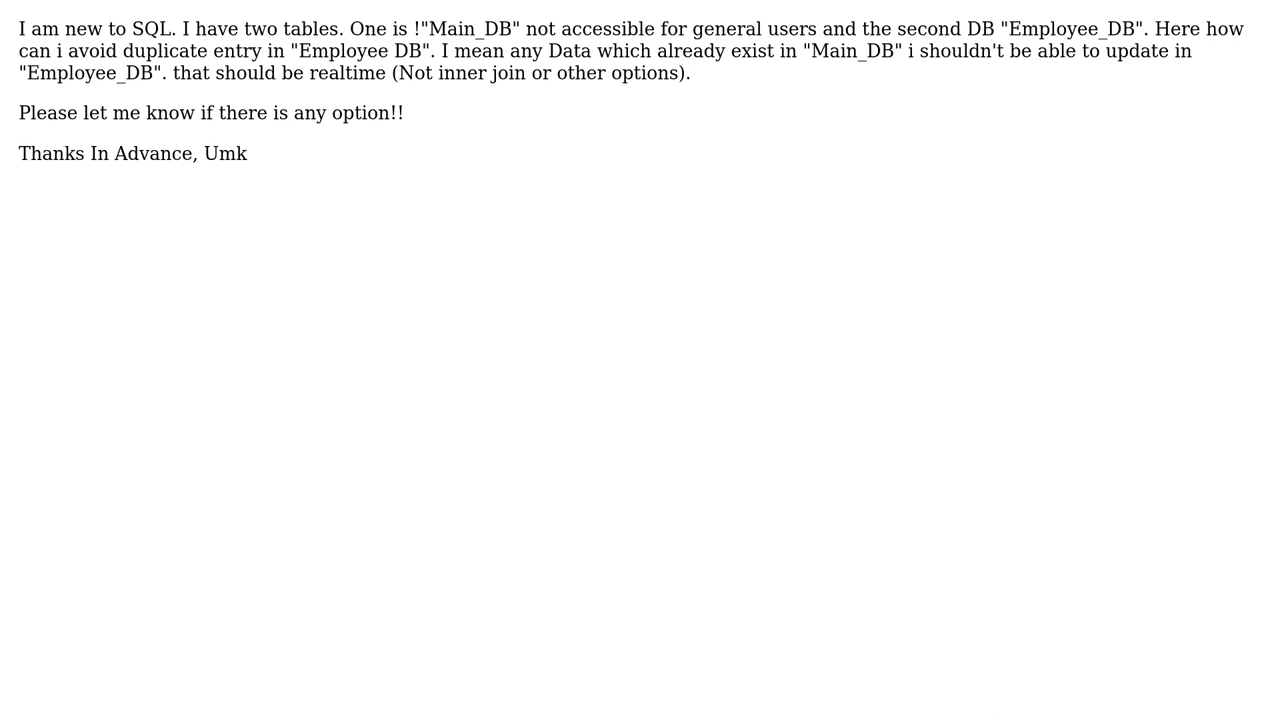 I am new to SQL. I have two tables. One is !"Main_DB" not accessible for general users and the second DB "Employee_DB". Here how
can i avoid duplicate entry in "Employee DB". I mean any Data which already exist in "Main_DB" i shouldn't be able to update in
"Employee_DB". that should be realtime (Not inner join or other options).
Please let me know if there is any option!!
Thanks In Advance, Umk